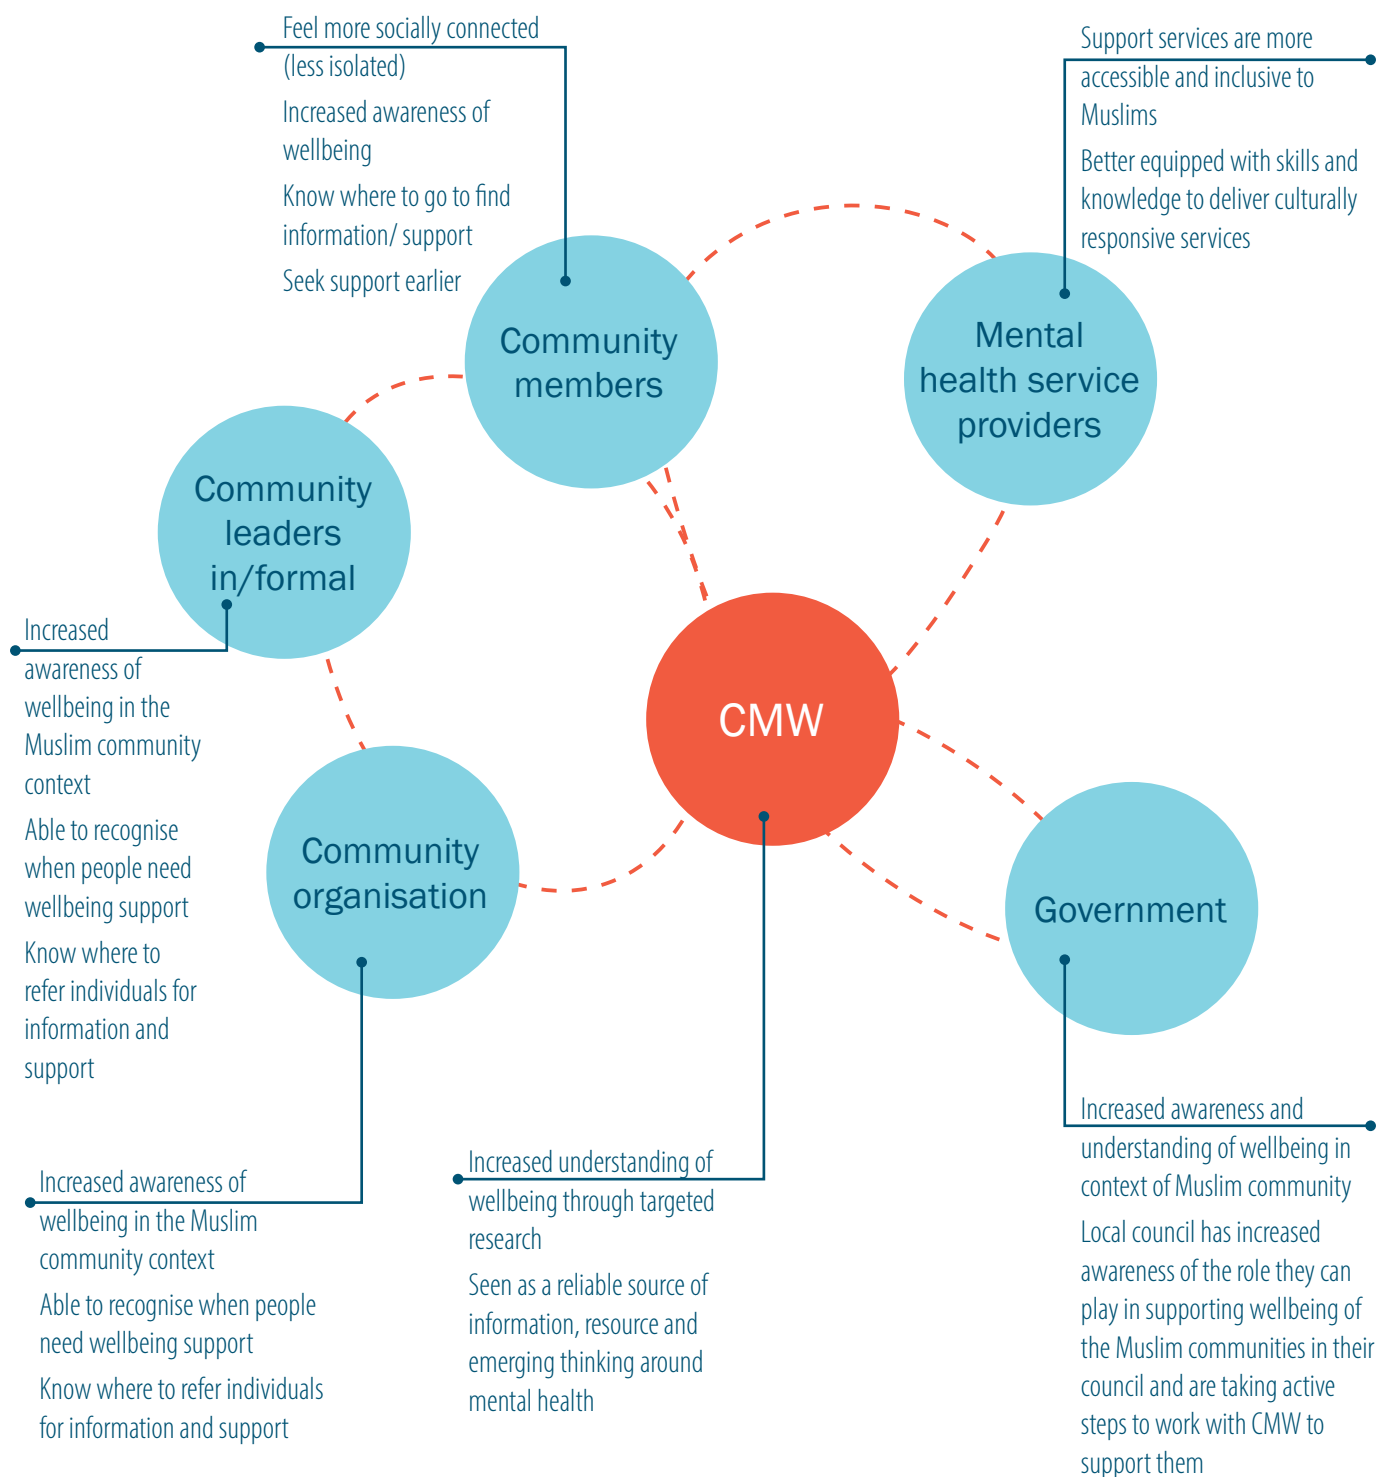 Feel more socially connected
(less isolated)
Increased awareness of
wellbeing
Know where to go to find
information/ support
Seek support earlier
Support services are more
accessible and inclusive to
Muslims
Better equipped with skills and
knowledge to deliver culturally
responsive services
Community
members
Mental
health service
providers
Community
leaders
in/formal
Increased
awareness of
wellbeing in the
Muslim community
context
Able to recognise
when people need
wellbeing support
Know where to
refer individuals for
information and
support
CMW
Community
organisation
Government
Increased awareness of
wellbeing in the Muslim
community context
Able to recognise when people
need wellbeing support
Know where to refer individuals
for information and support
Increased understanding of
wellbeing through targeted
research
Seen as a reliable source of
information, resource and
emerging thinking around
mental health
Increased awareness and
understanding of wellbeing in
context of Muslim community
Local council has increased
awareness of the role they can
play in supporting wellbeing of
the Muslim communities in their
council and are taking active
steps to work with CMW to
support them